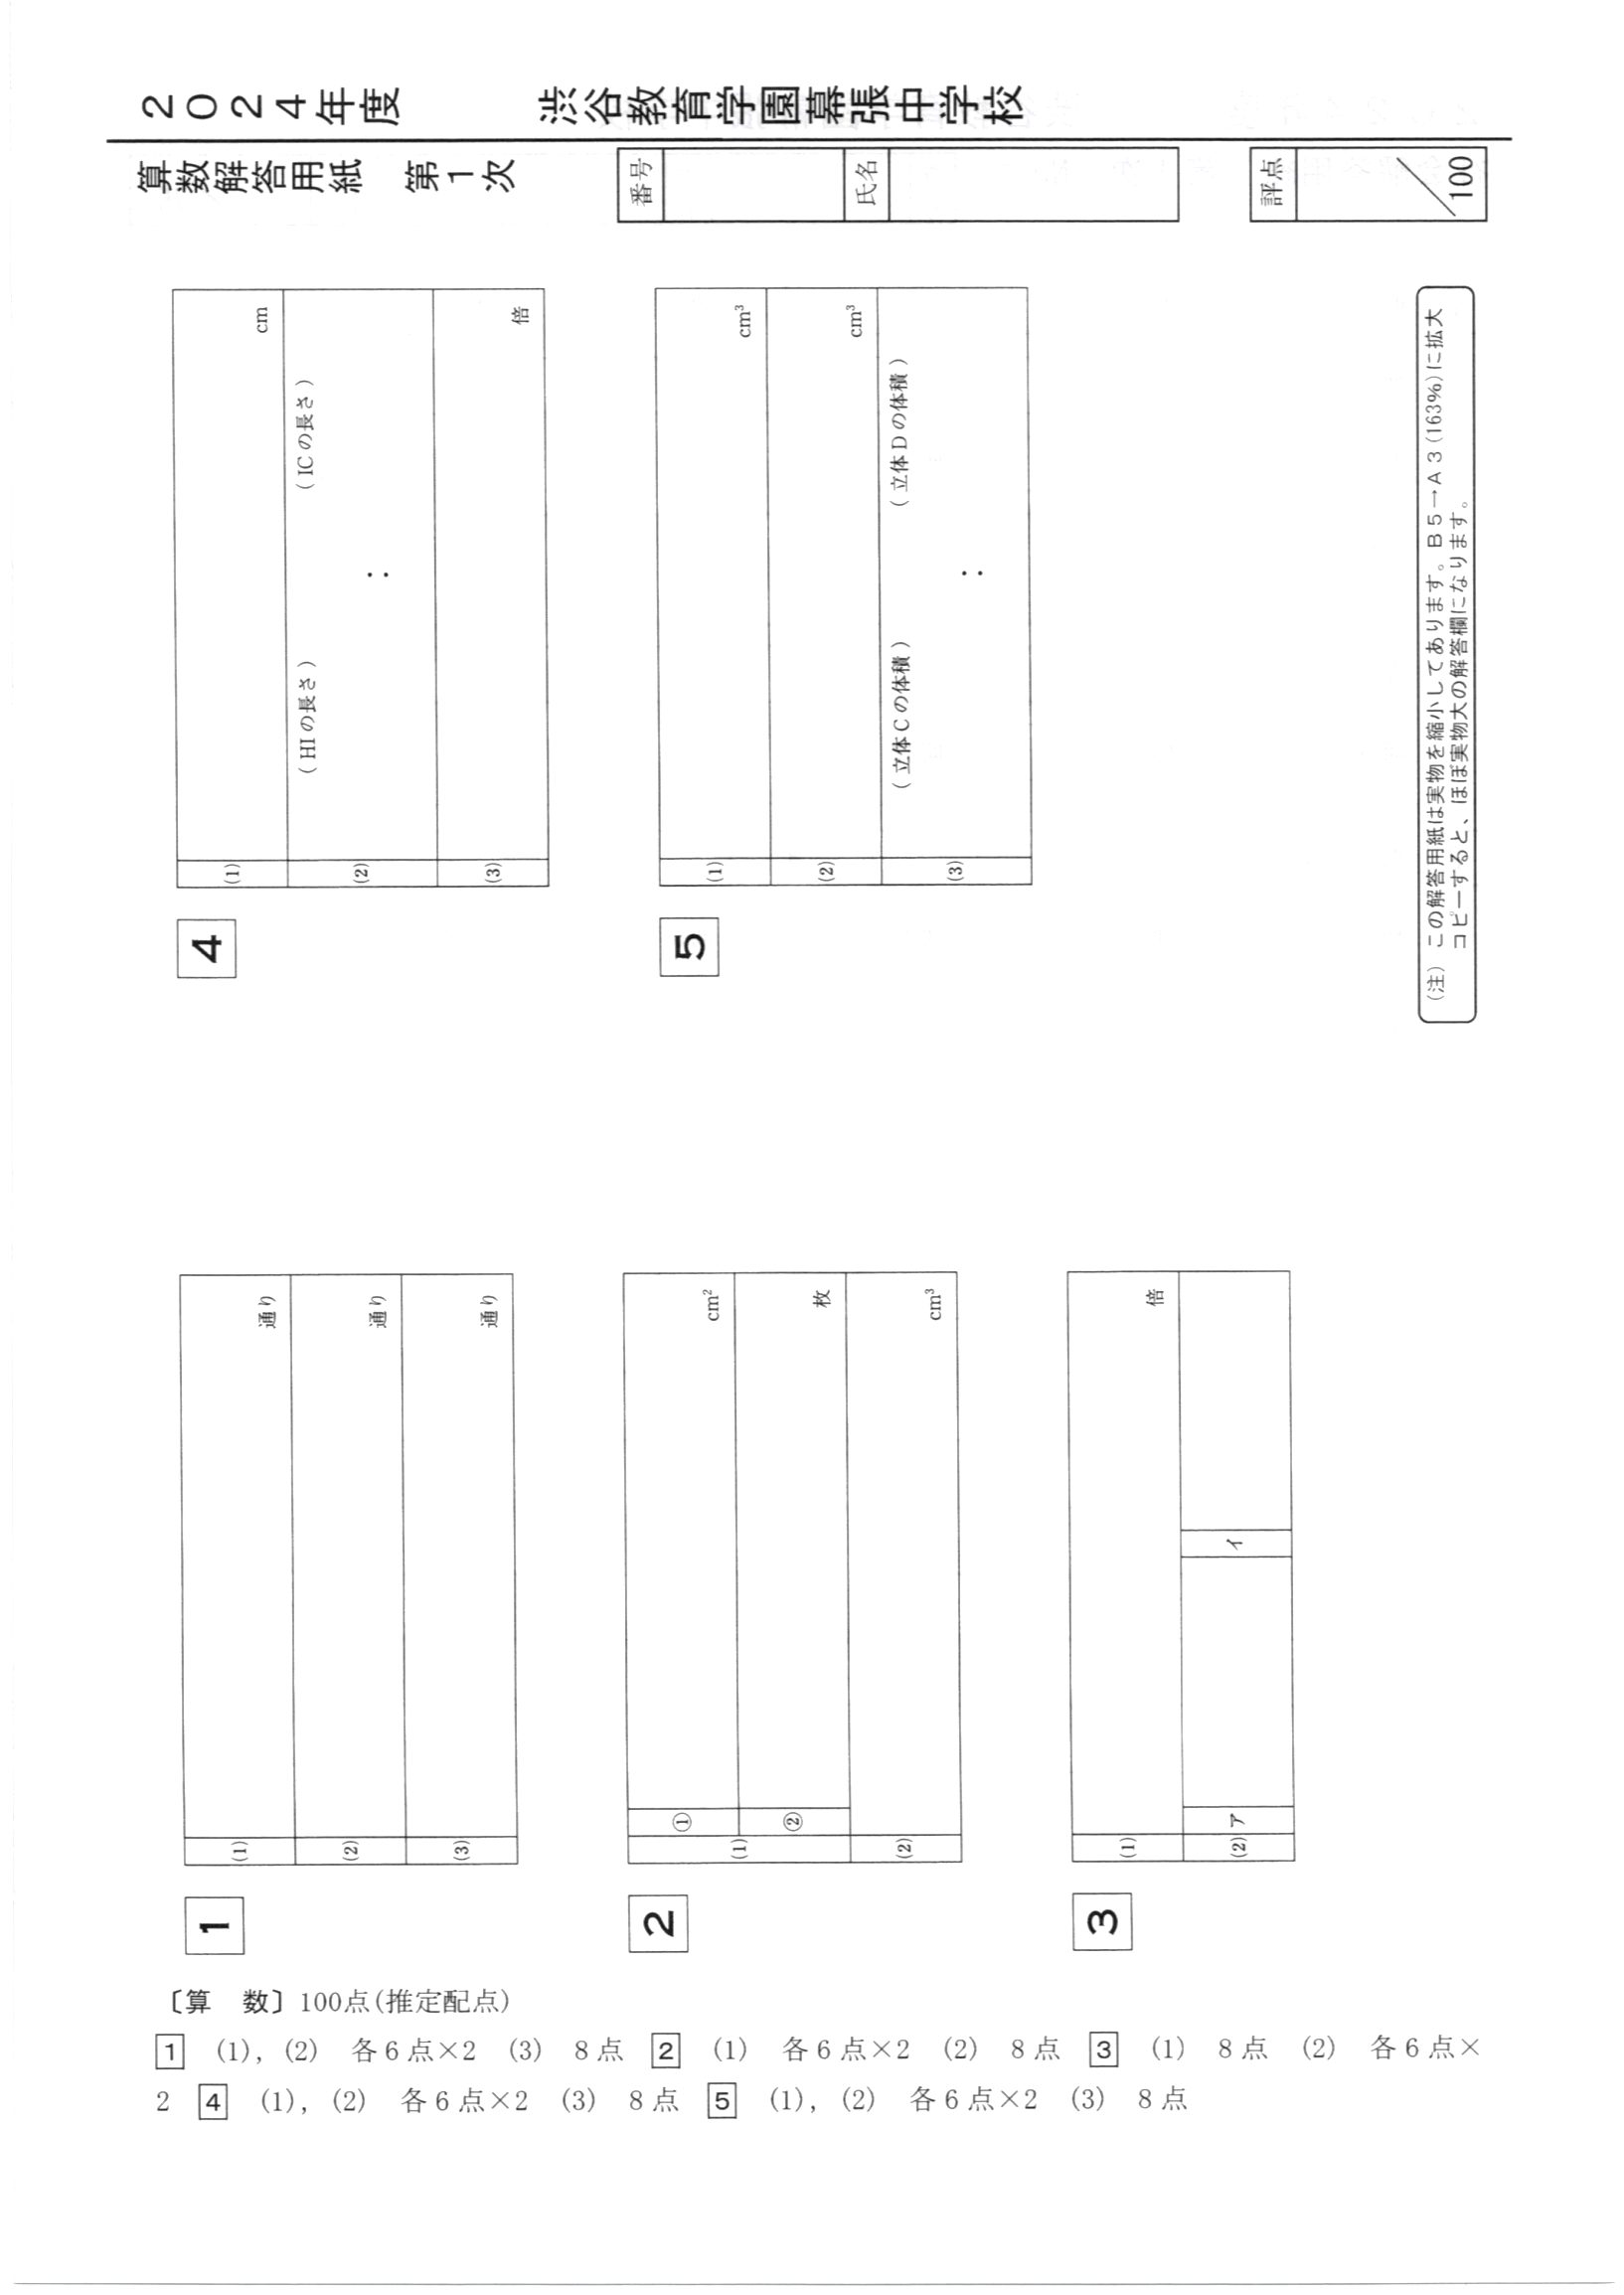 2024年度　渋谷教育学園幕張中学校
算数解答用紙　第1次
番号
氏名
評点
／100
1
(1)　通り
(2)　通り
(3)　通り
2
(1)　①　cm²
②　枚
(2)　cm³
3
(1)　倍
(2)　ア　イ
4
(1)　cm
(2)　（HIの長さ）　：　（ICの長さ）
(3)　倍
5
(1)　cm³
(2)　cm³
(3)　（立体Cの体積）　：　（立体Dの体積）
（注）　この解答用紙は実物を縮小してあります。B5→A3(163%)に拡大
コピーすると、ほぼ実物大の解答欄になります。
〔算　数〕100点(推定配点)
1　(1)，(2)　各6点×2　(3)　8点　2　(1)　各6点×2　(2)　8点　3　(1)　8点　(2)　各6点×
2　4　(1)，(2)　各6点×2　(3)　8点　5　(1)，(2)　各6点×2　(3)　8点